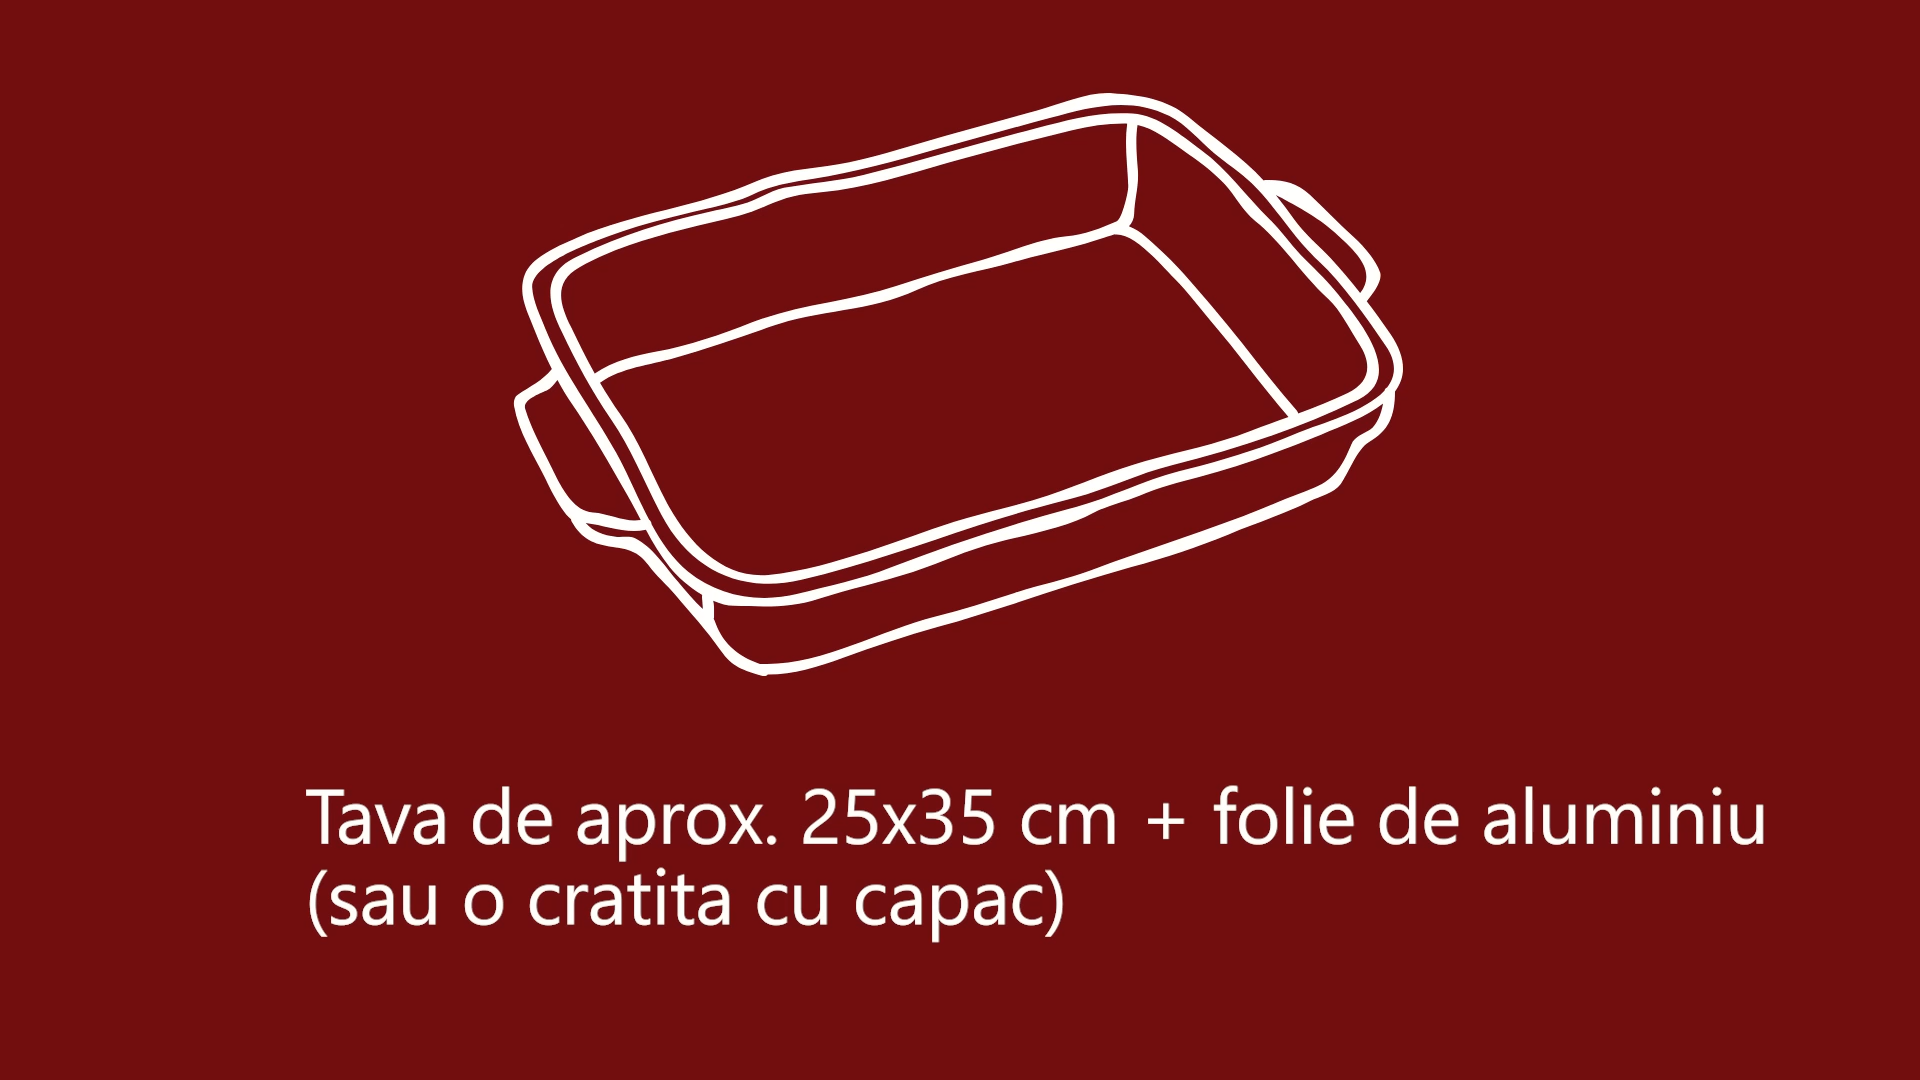 Tava de aprox. 25x35 cm + folie de aluminiu
(sau o cratita cu capac)